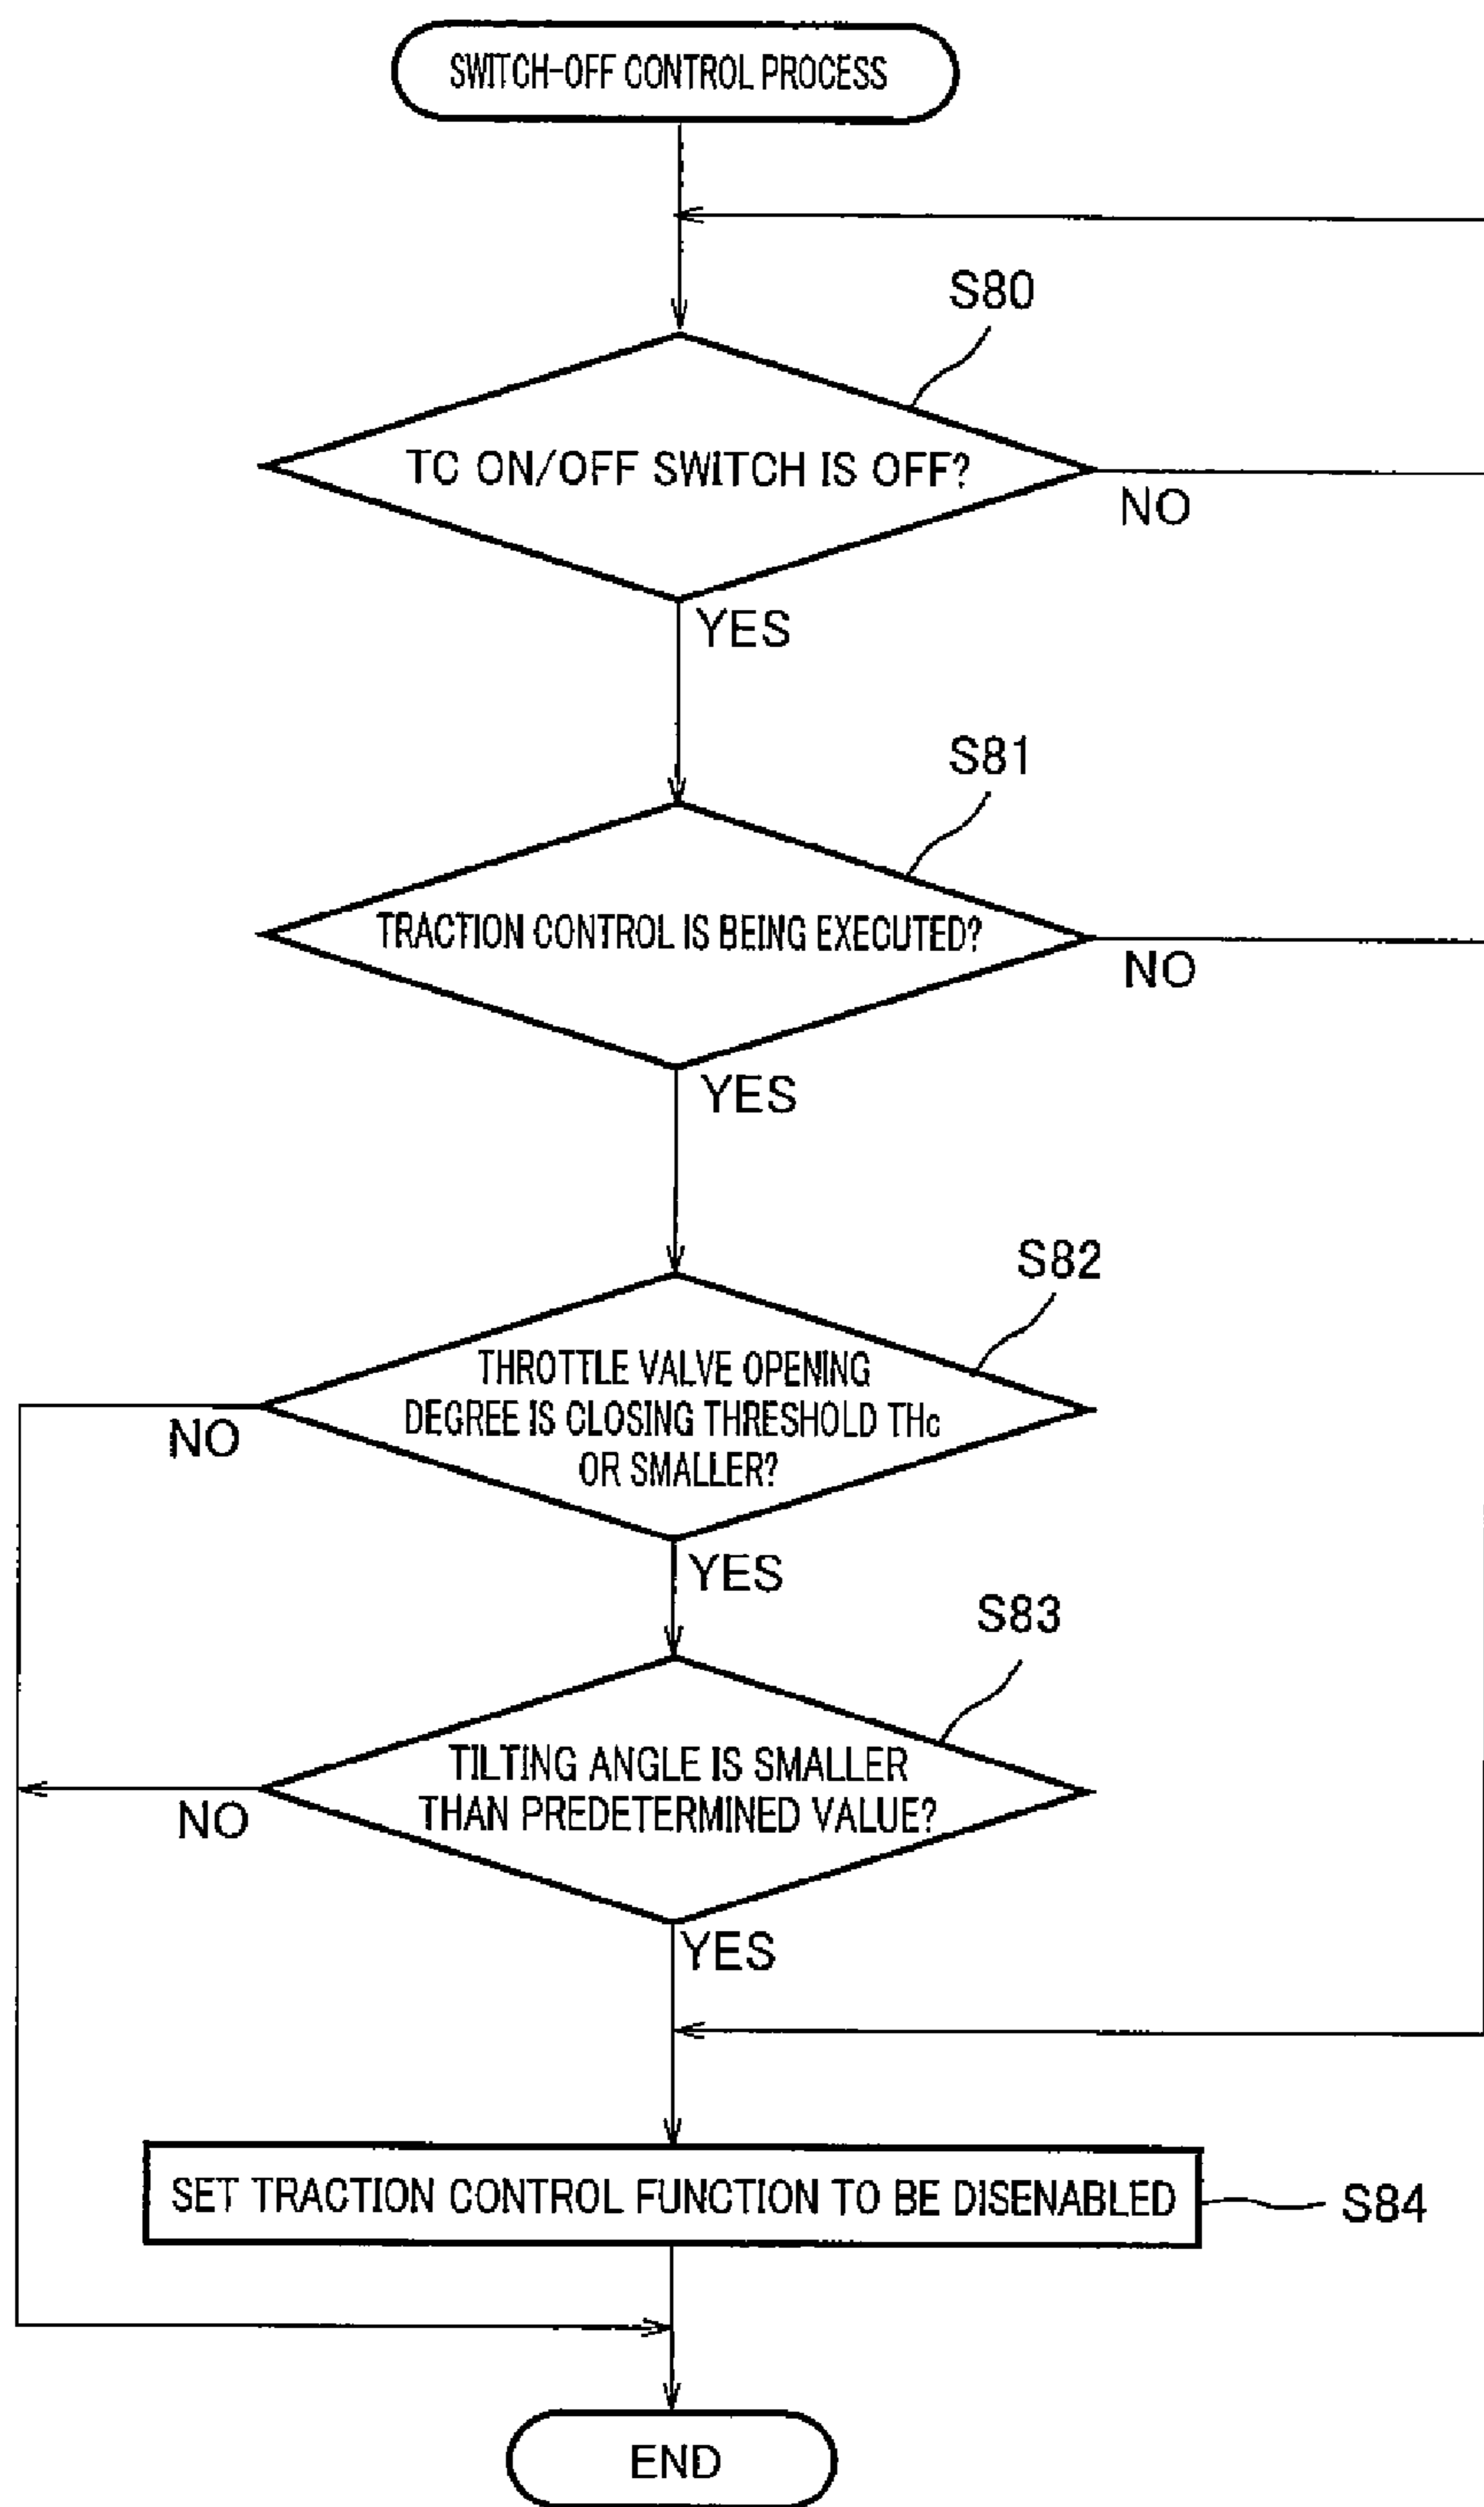 SWITCH-OFF CONTROL PROCESS
S80
TC ON/OFF SWITCH IS OFF?
NO
YES
S81
TRACTION CONTROL IS BEING EXECUTED?
NO
YES
S82
THROTTLE VALVE OPENING
DEGREE IS CLOSING THRESHOLD THc
OR SMALLER?
NO
YES
S83
TILTING ANGLE IS SMALLER
THAN PREDETERMINED VALUE?
NO
YES
SET TRACTION CONTROL FUNCTION TO BE DISENABLED
S84
END